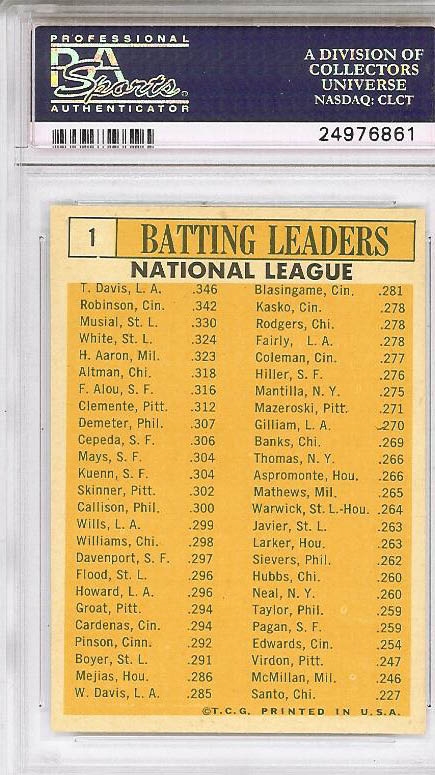 PROFESSIONAL
PSA
Sports
AUTHENTICATOR
A DIVISION OF
COLLECTORS
UNIVERSE
NASDAQ: CLCT
24976861
1 BATTING LEADERS
NATIONAL LEAGUE
T. Davis, L. A. .346 Blasingame, Cin. .281
Robinson, Cin. .342 Kasko, Cin. .278
Musial, St. L. .330 Rodgers, Chi. .278
White, St. L. .324 Fairly, L. A. .278
H. Aaron, Mil. .323 Coleman, Cin. .277
Altman, Chi. .318 Hiller, S. F. .276
F. Alou, S. F. .316 Mantilla, N. Y. .275
Clemente, Pitt. .312 Mazeroski, Pitt. .271
Demeter, Phil. .307 Gilliam, L. A. .270
Cepeda, S. F. .306 Banks, Chi. .269
Mays, S. F. .304 Thomas, N. Y. .266
Kuenn, S. F. .304 Aspromonte, Hou. .266
Skinner, Pitt. .302 Mathews, Mil. .265
Callison, Phil. .300 Warwick, St. L.-Hou. .264
Wills, L. A. .299 Javier, St. L. .263
Williams, Chi. .298 Larker, Hou. .263
Davenport, S. F. .297 Sievers, Phil. .262
Flood, St. L. .296 Hubbs, Chi. .260
Howard, L. A. .296 Neal, N. Y. .260
Groat, Pitt. .294 Taylor, Phil. .259
Cardenas, Cin. .294 Pagan, S. F. .259
Pinson, Cinn. .292 Edwards, Cin. .254
Boyer, St. L. .291 Virdon, Pitt. .247
Mejias, Hou. .286 McMillan, Mil. .246
W. Davis, L. A. .285 Santo, Chi. .227
©T.C.G. PRINTED IN U.S.A.